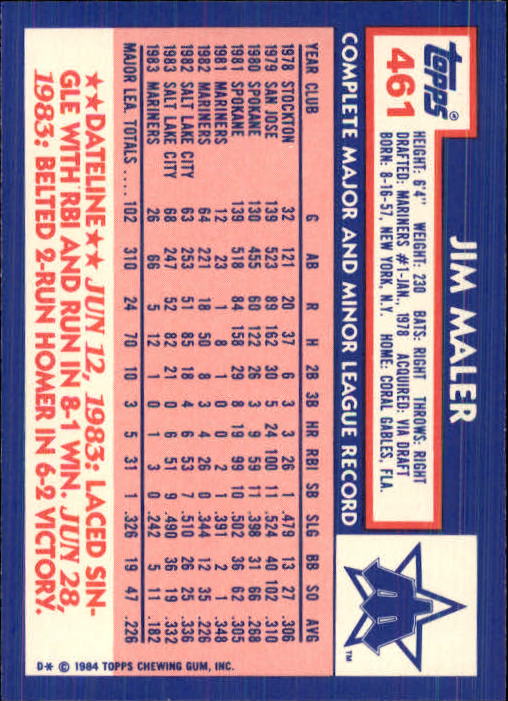 topps®
461
JIM MALER
HEIGHT: 6'4" WEIGHT: 230 BATS: RIGHT THROWS: RIGHT
DRAFTED: MARINERS #1-JAN., 1978 ACQUIRED: VIA DRAFT
BORN: 8-16-57, NEW YORK, N.Y. HOME: CORAL GABLES, FLA.
COMPLETE MAJOR AND MINOR LEAGUE RECORD
YEAR CLUB G AB R H 2B 3B HR RBI SB SLG BB SO AVG
1978 STOCKTON 32 121 20 37 6 3 3 26 1 .479 13 27 .306
1979 SAN JOSE 139 523 89 162 30 5 24 100 11 .524 40 102 .310
1980 SPOKANE 130 455 60 122 26 3 9 59 11 .398 31 66 .268
1981 SPOKANE 139 518 84 158 29 8 19 99 10 .502 36 62 .305
1981 MARINERS 12 23 1 8 1 0 0 2 1 .391 2 1 .348
1982 MARINERS 64 221 18 50 8 3 4 26 0 .344 12 35 .226
1982 SALT LAKE CITY 63 253 51 85 18 4 6 53 7 .510 26 25 .336
1983 SALT LAKE CITY 68 247 52 82 21 0 6 51 9 .490 36 19 .332
1983 MARINERS 26 66 5 12 1 0 1 3 0 .242 5 11 .182
MAJOR LEA. TOTALS .... 102 310 24 70 10 3 5 31 1 .326 19 47 .226
★★DATELINE★★ JUN 12, 1983: LACED SIN-
GLE WITH RBI AND RUN IN 8-1 WIN. JUN 28,
1983: BELTED 2-RUN HOMER IN 6-2 VICTORY.
TM
D* © 1984 TOPPS CHEWING GUM, INC.